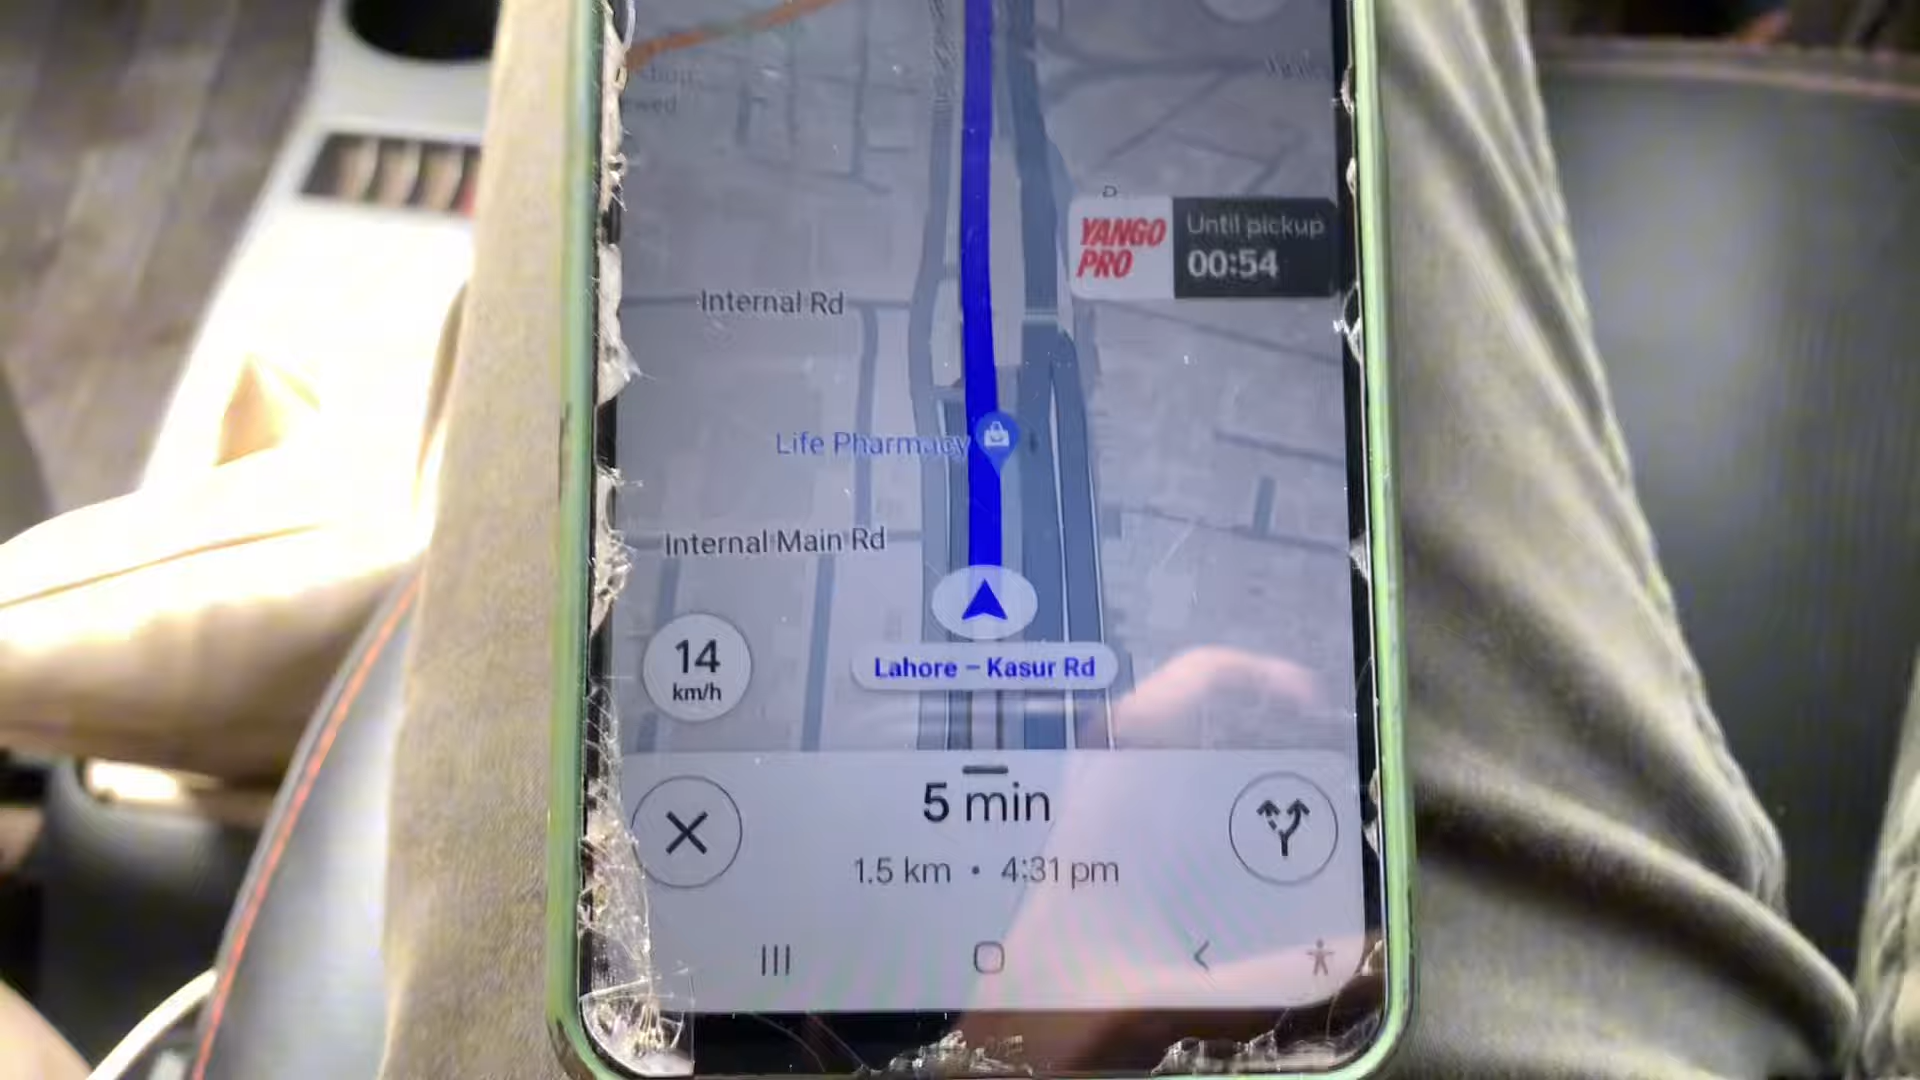 YANGO
PRO
Until pickup
00:54
Internal Rd
Life Pharmacy
Internal Main Rd
14
km/h
Lahore – Kasur Rd
5 min
1.5 km • 4:31 pm